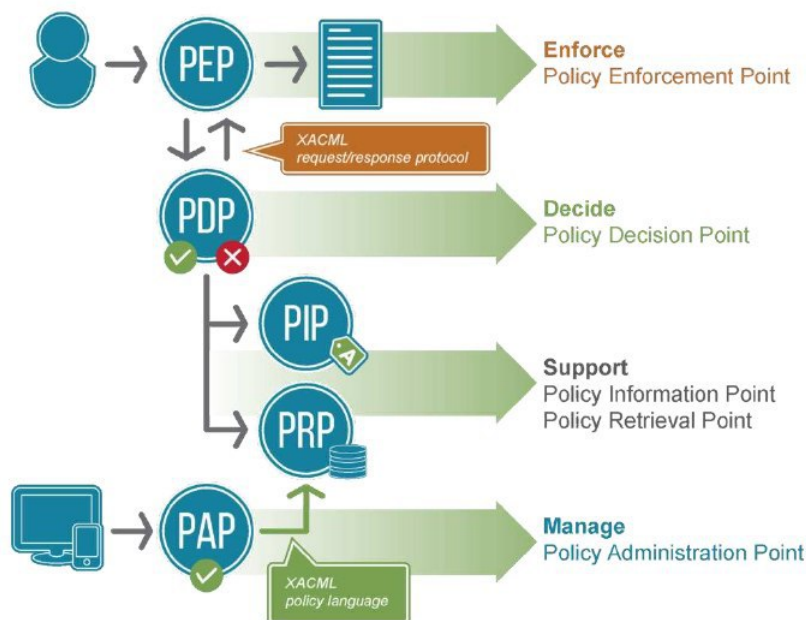 PEP
Enforce
Policy Enforcement Point
XACML
request/response protocol
PDP
Decide
Policy Decision Point
PIP
A
Support
Policy Information Point
Policy Retrieval Point
PRP
PAP
Manage
Policy Administration Point
XACML
policy language